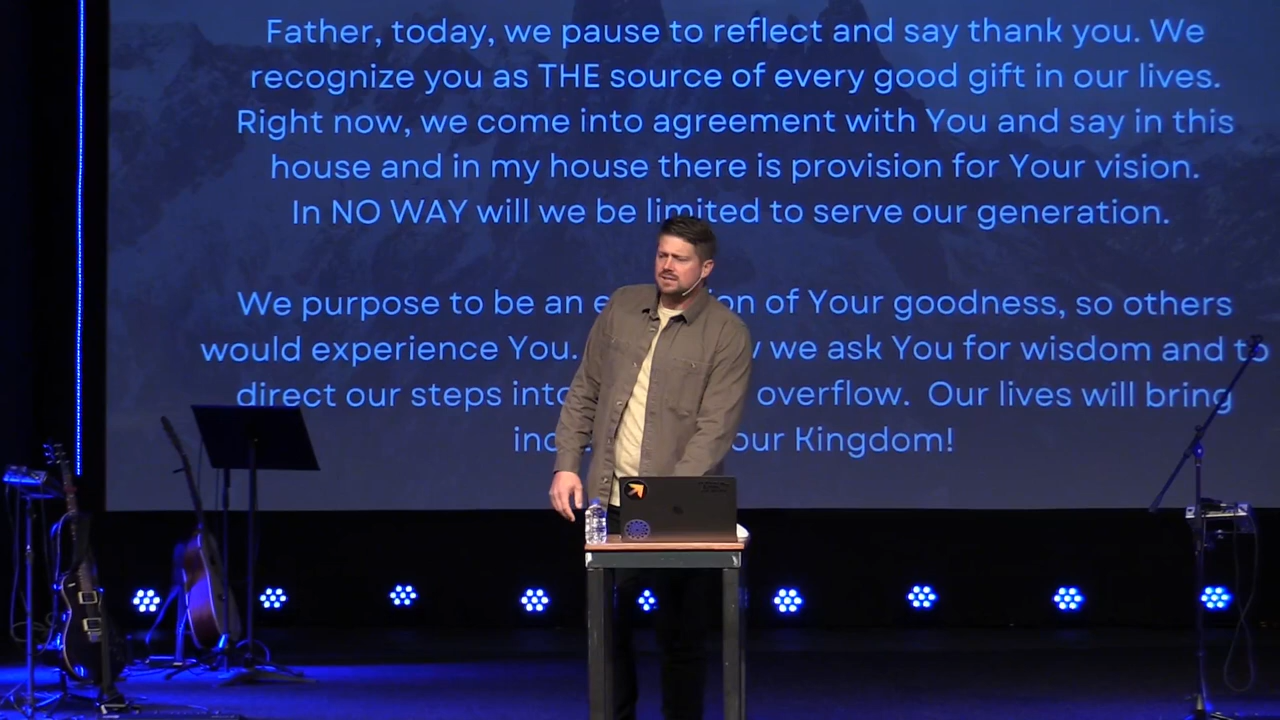 Father, today, we pause to reflect and say thank you. We
recognize you as THE source of every good gift in our lives.
Right now, we come into agreement with You and say in this
house and in my house there is provision for Your vision.
In NO WAY will we be limited to serve our generation.
We purpose to be an of Your goodness, so others
would experience You. we ask You for wisdom and to
direct our steps into overflow. Our lives will bring
Kingdom!